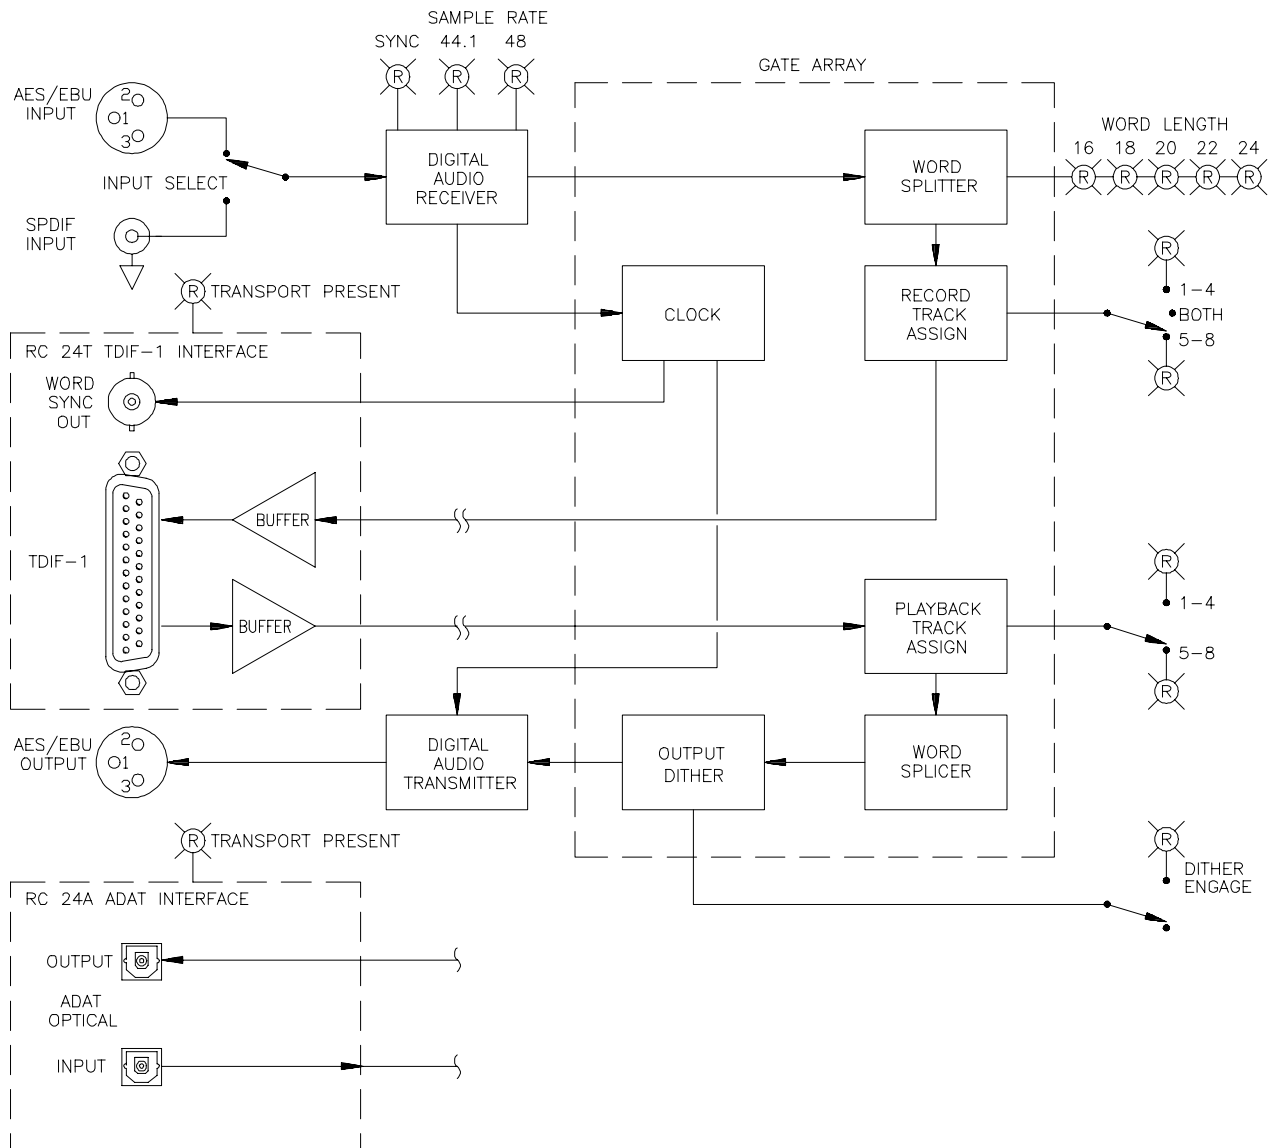 SAMPLE RATE
SYNC 44.1 48
R R R
GATE ARRAY
AES/EBU
INPUT
2
1
3
INPUT SELECT
SPDIF
INPUT
DIGITAL
AUDIO
RECEIVER
WORD
SPLITTER
WORD LENGTH
16 18 20 22 24
R R R R R
R
TRANSPORT PRESENT
CLOCK
RECORD
TRACK
ASSIGN
R
1-4
BOTH
5-8
R
RC 24T TDIF-1 INTERFACE
WORD
SYNC
OUT
BUFFER
TDIF-1
BUFFER
PLAYBACK
TRACK
ASSIGN
R
1-4
5-8
R
AES/EBU
OUTPUT
2
1
3
DIGITAL
AUDIO
TRANSMITTER
OUTPUT
DITHER
WORD
SPLICER
R
TRANSPORT PRESENT
R
DITHER
ENGAGE
RC 24A ADAT INTERFACE
OUTPUT
ADAT
OPTICAL
INPUT